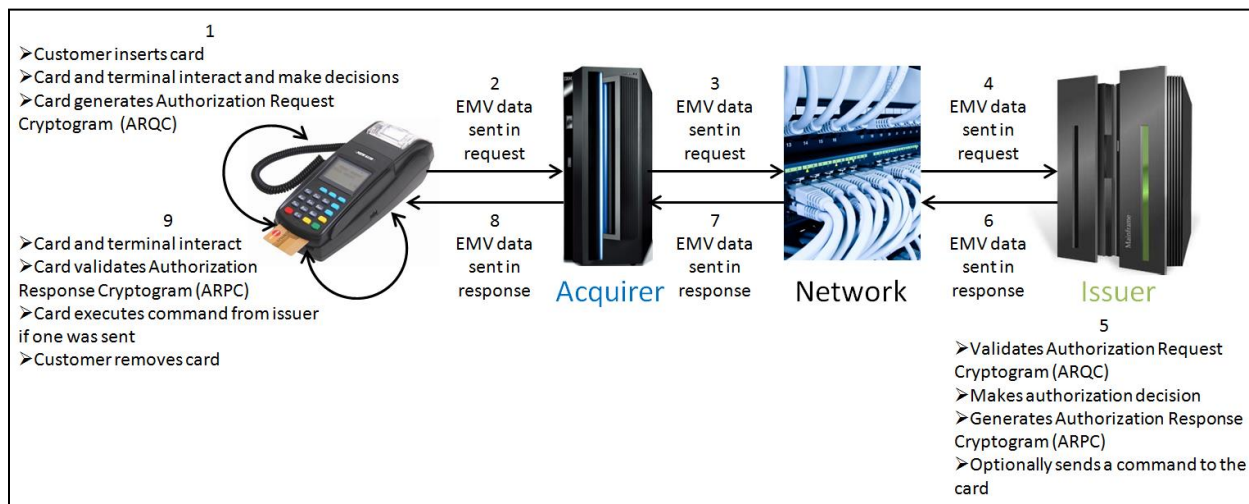 1
➢Customer inserts card
➢Card and terminal interact and make decisions
➢Card generates Authorization Request
Cryptogram (ARQC)
2
EMV data
sent in
request
3
EMV data
sent in
request
4
EMV data
sent in
request
9
➢Card and terminal interact
➢Card validates Authorization
Response Cryptogram (ARPC)
➢Card executes command from issuer
if one was sent
➢Customer removes card
8
EMV data
sent in
response
Acquirer
7
EMV data
sent in
response
Network
6
EMV data
sent in
response
Mainframe
Issuer
5
➢Validates Authorization Request
Cryptogram (ARQC)
➢Makes authorization decision
➢Generates Authorization Response
Cryptogram (ARPC)
➢Optionally sends a command to the
card